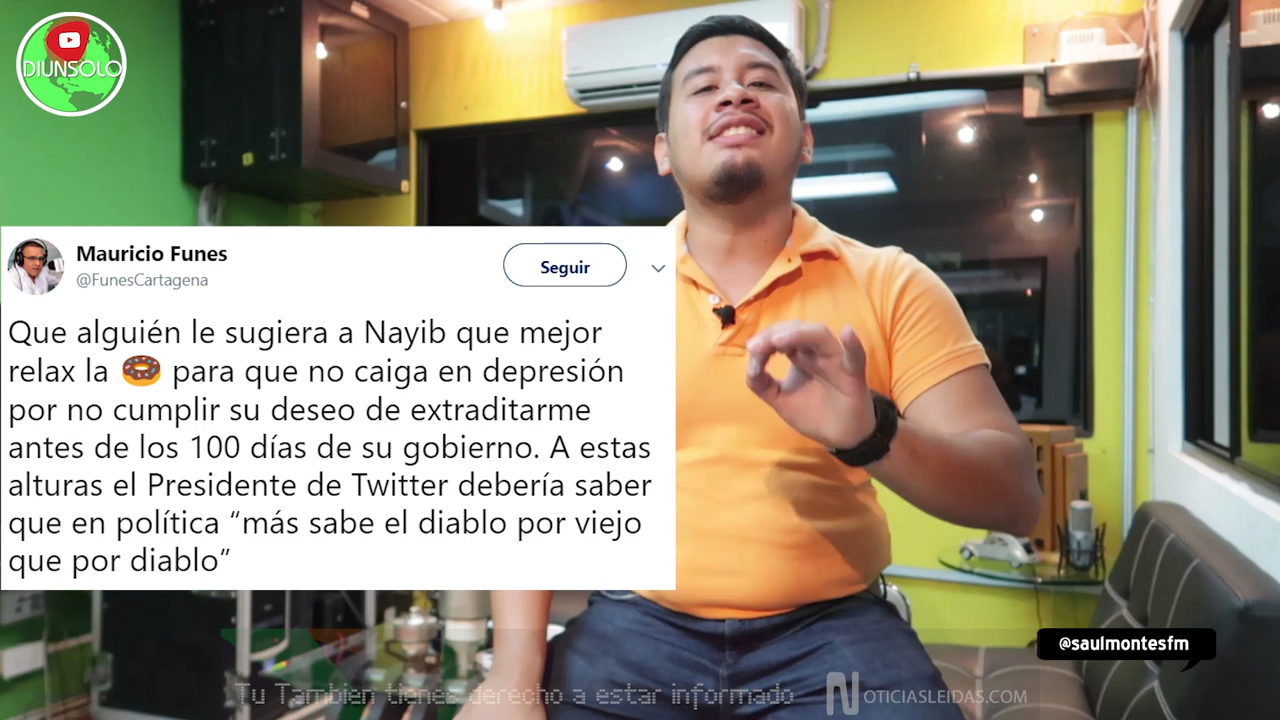 DIUNSOLO
Mauricio Funes
@FunesCartagena
Seguir
Que alguién le sugiera a Nayib que mejor
relax la 🍩 para que no caiga en depresión
por no cumplir su deseo de extraditarme
antes de los 100 días de su gobierno. A estas
alturas el Presidente de Twitter debería saber
que en política “más sabe el diablo por viejo
que por diablo”
@saulmontesfm
Tu Tambien tienes derecho a estar informado
NOTICIASLEIDAS.COM